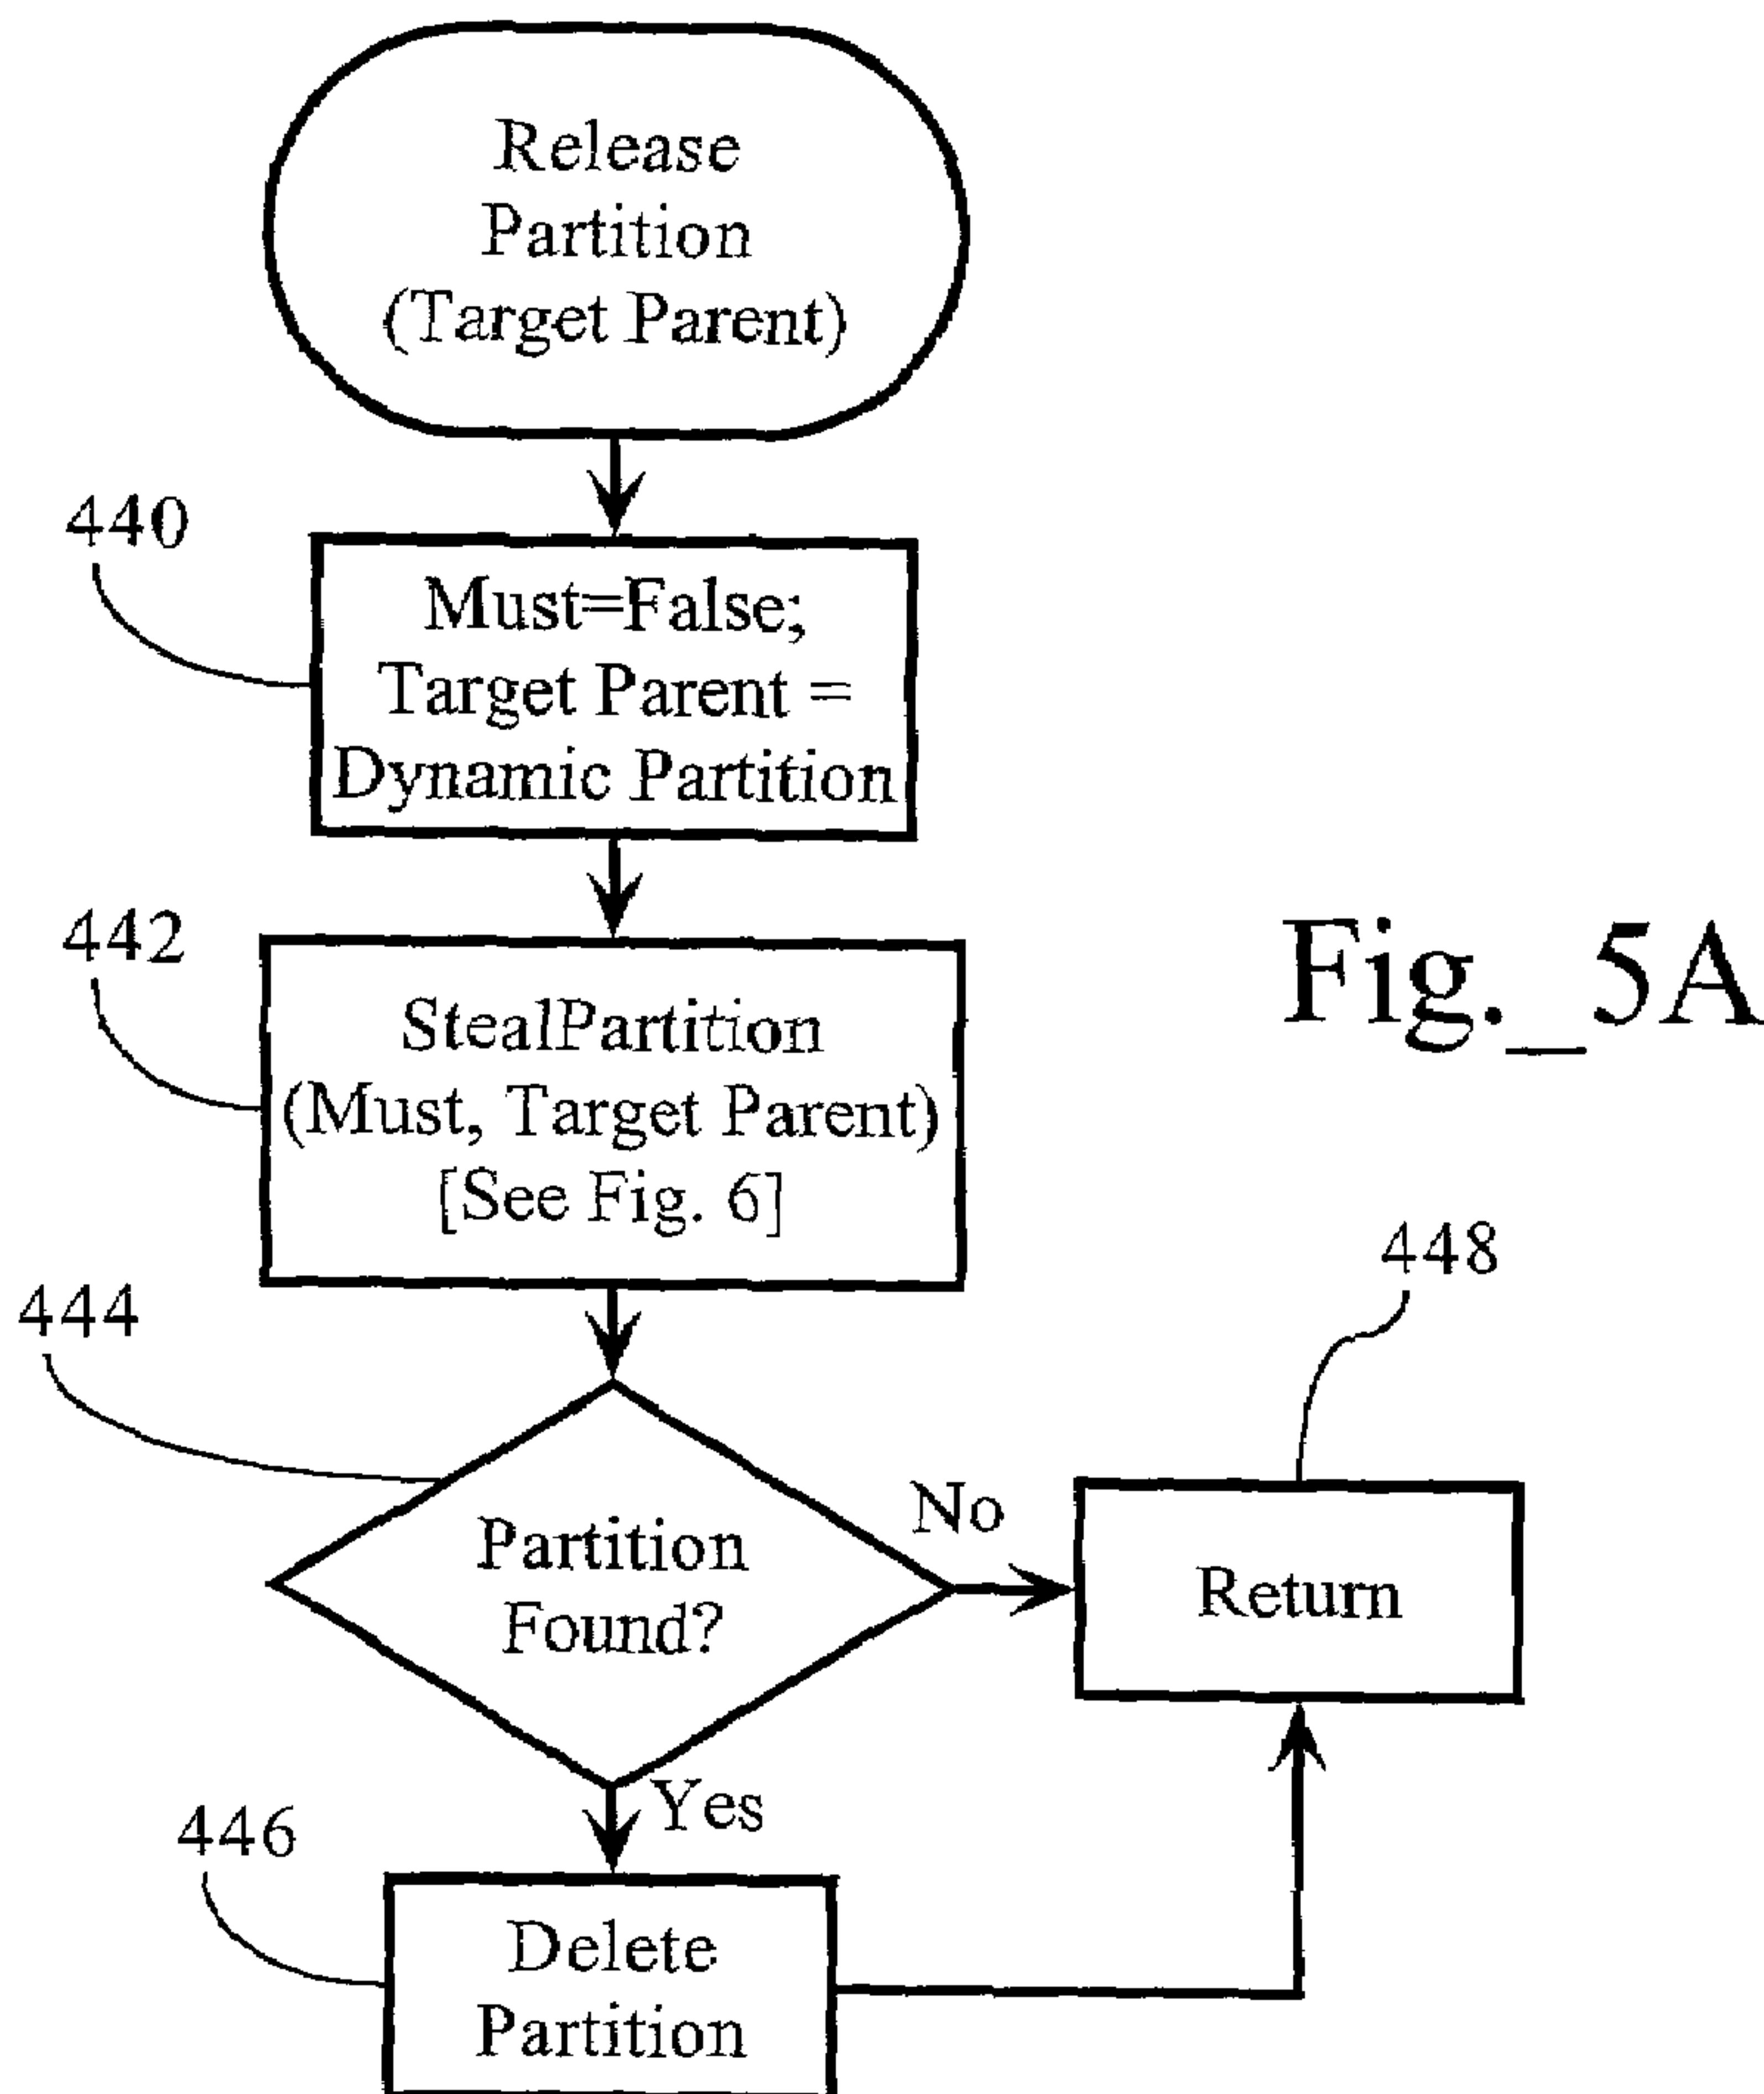 Release
Partition
(Target Parent)
440
Must=False;
Target Parent =
Dynamic Partition
442
StealPartition
(Must, Target Parent)
[See Fig. 6]
Fig._5A
444
448
Partition
Found?
No
Return
Yes
446
Delete
Partition